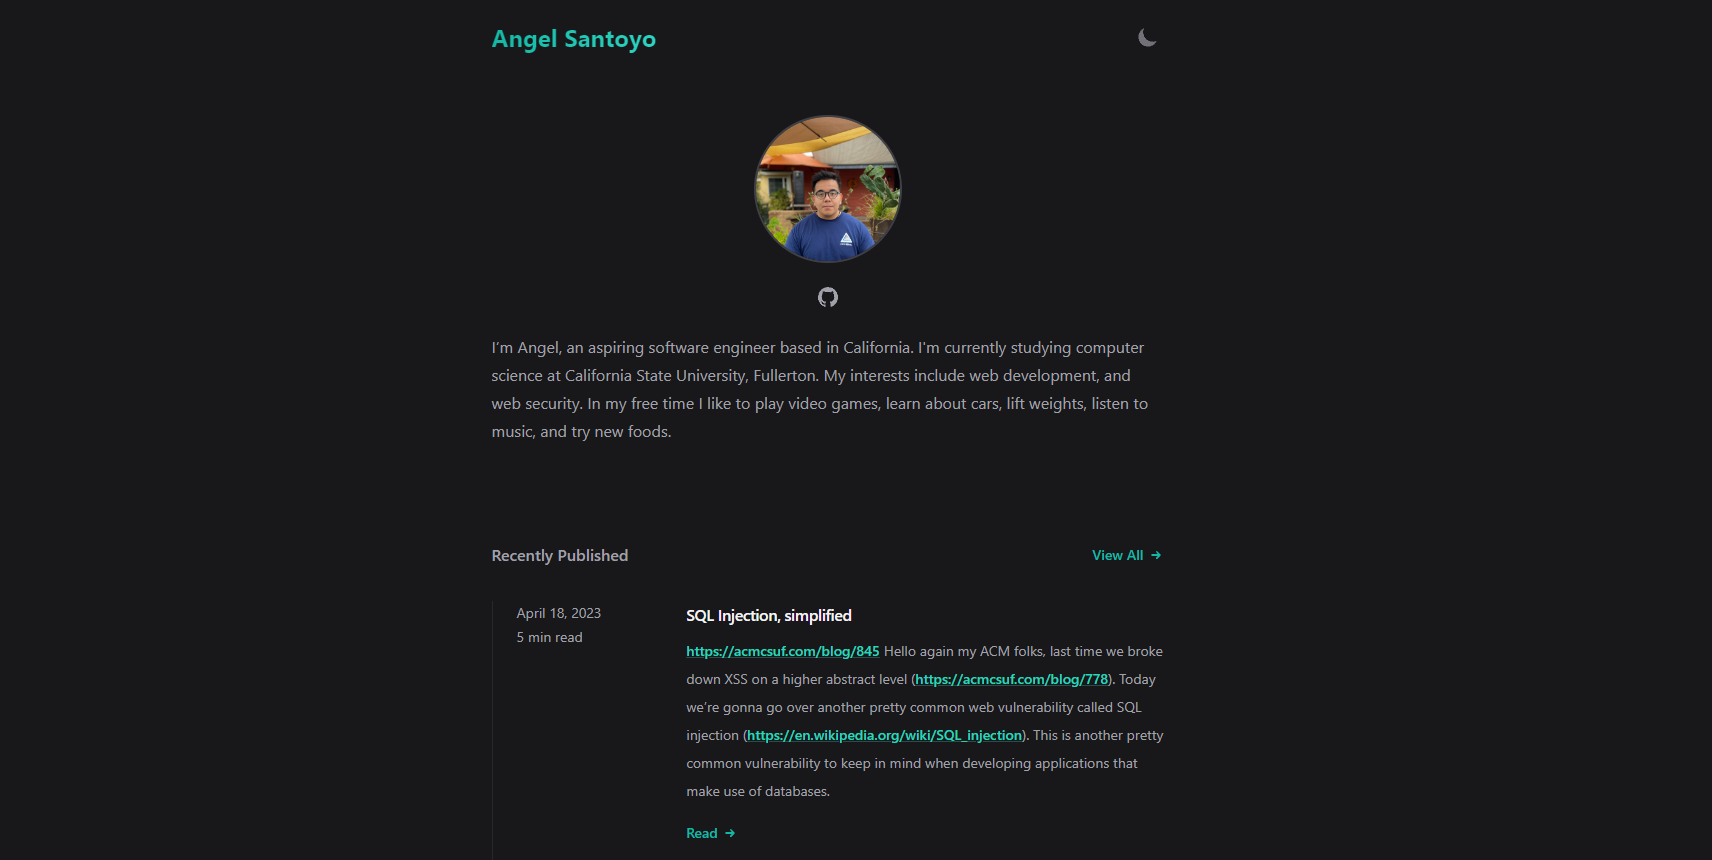 Angel Santoyo
I’m Angel, an aspiring software engineer based in California. I'm currently studying computer
science at California State University, Fullerton. My interests include web development, and
web security. In my free time I like to play video games, learn about cars, lift weights, listen to
music, and try new foods.
Recently Published
View All →
April 18, 2023
5 min read
SQL Injection, simplified
https://acmcsuf.com/blog/845 Hello again my ACM folks, last time we broke
down XSS on a higher abstract level (https://acmcsuf.com/blog/778). Today
we’re gonna go over another pretty common web vulnerability called SQL
injection (https://en.wikipedia.org/wiki/SQL_injection). This is another pretty
common vulnerability to keep in mind when developing applications that
make use of databases.
Read →